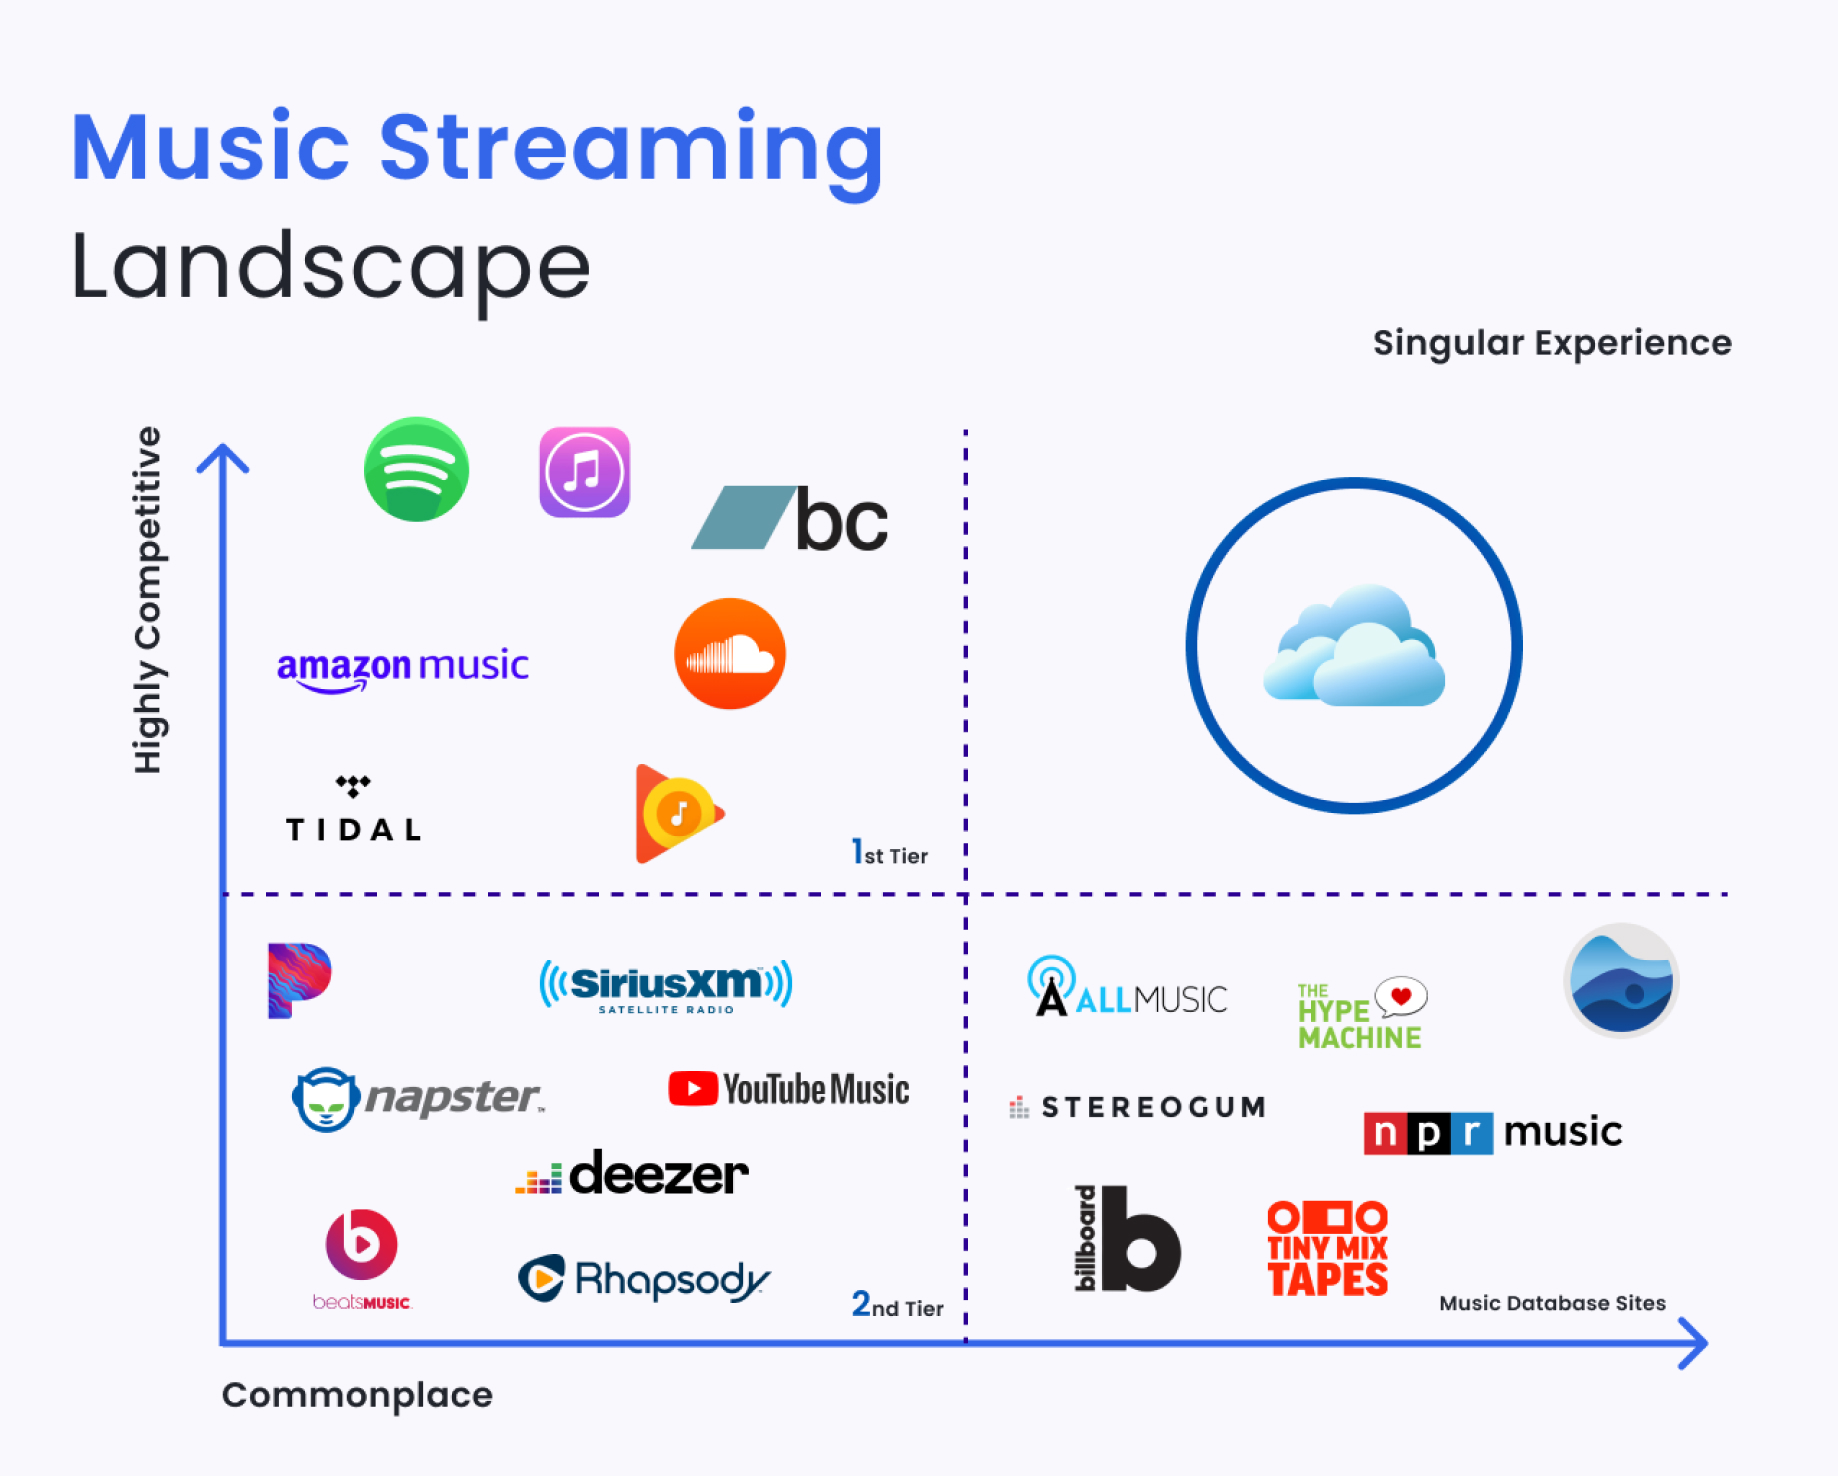 Music Streaming
Landscape
Singular Experience
Highly Competitive
bc
amazon music
TIDAL
1st Tier
SiriusXM
SATELLITE RADIO
napster™
YouTube Music
deezer
beatsMUSIC
Rhapsody
2nd Tier
ALLMUSIC
THE
HYPE
MACHINE
STEREOGUM
npr music
billboard
b
TINY MIX
TAPES
Music Database Sites
Commonplace